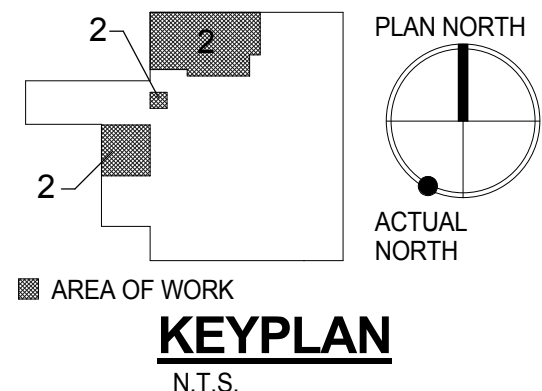 2
2
2
PLAN NORTH
ACTUAL
NORTH
AREA OF WORK
KEYPLAN
N.T.S.